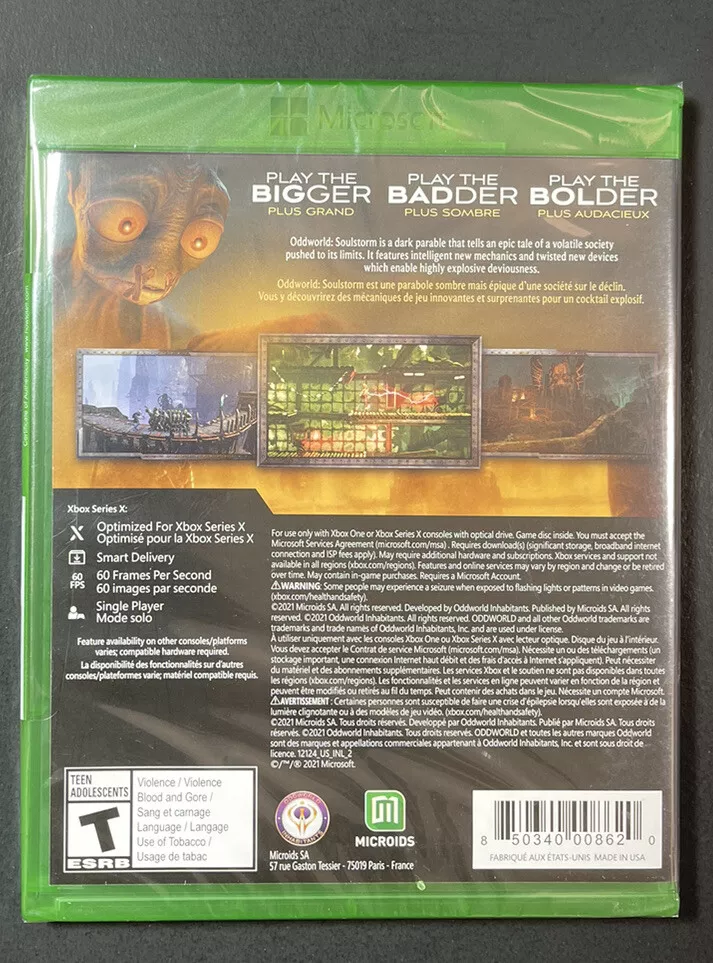 Microsoft
PLAY THE
BIGGER
PLUS GRAND
PLAY THE
BADDER
PLUS SOMBRE
PLAY THE
BOLDER
PLUS AUDACIEUX
Oddworld: Soulstorm is a dark parable that tells an epic tale of a volatile society
pushed to its limits. It features intelligent new mechanics and twisted new devices
which enable highly explosive deviousness.
Oddworld: Soulstorm est une parabole sombre mais épique d'une société sur le déclin.
Vous y découvrirez des mécaniques de jeu innovantes et surprenantes pour un cocktail explosif.
Xbox Series X:
Optimized For Xbox Series X
Optimisé pour la Xbox Series X
Smart Delivery
60
FPS
60 Frames Per Second
60 images par seconde
Single Player
Mode solo
Feature availability on other consoles/platforms
varies; compatible hardware required.
La disponibilité des fonctionnalités sur d'autres
consoles/plateformes varie; matériel compatible requis.
For use only with Xbox One or Xbox Series X consoles with optical drive. Game disc inside. You must accept the
Microsoft Services Agreement (microsoft.com/msa). Requires download(s) (significant storage, broadband internet
connection and ISP fees apply). May require additional hardware and subscriptions. Xbox services and support not
available in all regions (xbox.com/regions). Features and online services may vary by region and change or be retired
over time. May contain in-game purchases. Requires a Microsoft Account.
⚠WARNING: Some people may experience a seizure when exposed to flashing lights or patterns in video games.
(xbox.com/healthandsafety).
©2021 Microids SA. All rights reserved. Developed by Oddworld Inhabitants. Published by Microids SA. All rights
reserved. ©2021 Oddworld Inhabitants. All rights reserved. ODDWORLD and all other Oddworld trademarks are
trademarks and trade names of Oddworld Inhabitants, Inc. and are used under license.
À utiliser uniquement avec les consoles Xbox One ou Xbox Series X avec lecteur optique. Disque du jeu à l'intérieur.
Vous devez accepter le Contrat de service Microsoft (microsoft.com/msa). Nécessite un ou des téléchargements (un
stockage important, une connexion Internet haut débit et des frais d'accès à Internet s'appliquent). Peut nécessiter
du matériel et des abonnements supplémentaires. Les services Xbox et le soutien ne sont pas disponibles dans toutes
les régions (xbox.com/regions). Les fonctionnalités et les services en ligne peuvent varier en fonction de la région et
peuvent être modifiés ou retirés au fil du temps. Peut contenir des achats dans le jeu. Nécessite un compte Microsoft.
⚠AVERTISSEMENT : Certaines personnes sont susceptible de faire une crise d'épilepsie lorsqu'elles sont exposée de la
lumière clignotante ou à des modèles de jeu vidéo. (xbox.com/healthandsafety).
©2021 Microids SA. Tous droits réservés. Developpé par Oddworld Inhabitants. Publié par Microids SA. Tous droits
réservés. ©2021 Oddworld Inhabitants. Tous droits réservés. ODDWORLD et toutes les autres marques Oddworld
sont des marques et appellations commerciales appartenant à Oddworld Inhabitants, Inc. et sont sous droit de
licence. 12124_US_INL_2
©/™/® 2021 Microsoft.
TEEN
ADOLESCENTS
T
ESRB
Violence / Violence
Blood and Gore /
Sang et carnage
Language / Langage
Use of Tobacco /
Usage de tabac
ODDWORLD
INHABITANTS
MICROIDS
Microids SA
57 rue Gaston Tessier - 75019 Paris - France
8 50340 00862 0
FABRIQUÉ AUX ÉTATS-UNIS MADE IN USA